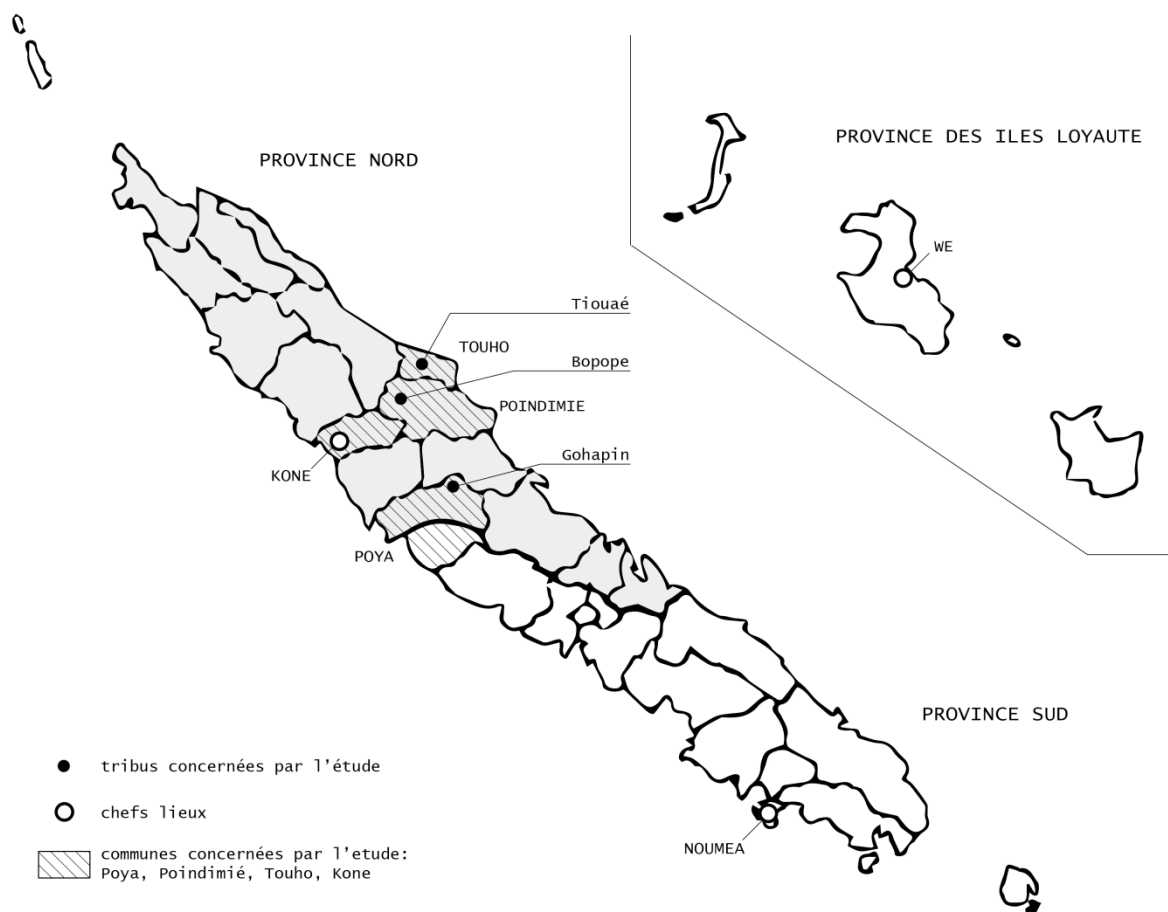 PROVINCE DES ILES LOYAUTE
PROVINCE NORD
WE
Tiouaé
TOUHO
Bopope
POINDIMIE
Gohapin
KONE
POYA
PROVINCE SUD
tribus concernées par l'étude
chefs lieux
NOUMEA
communes concernées par l'etude:
Poya, Poindimié, Touho, Kone